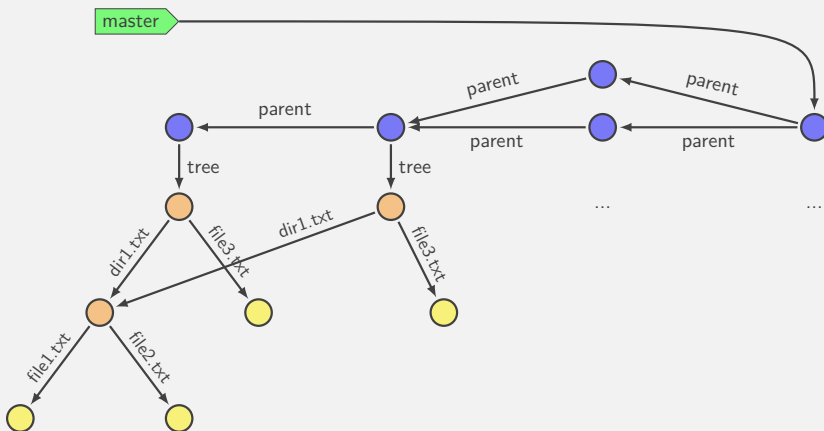 master
parent
parent
parent
parent
parent
tree
tree
...
...
dir1.txt
file3.txt
dir1.txt
file3.txt
file1.txt
file2.txt